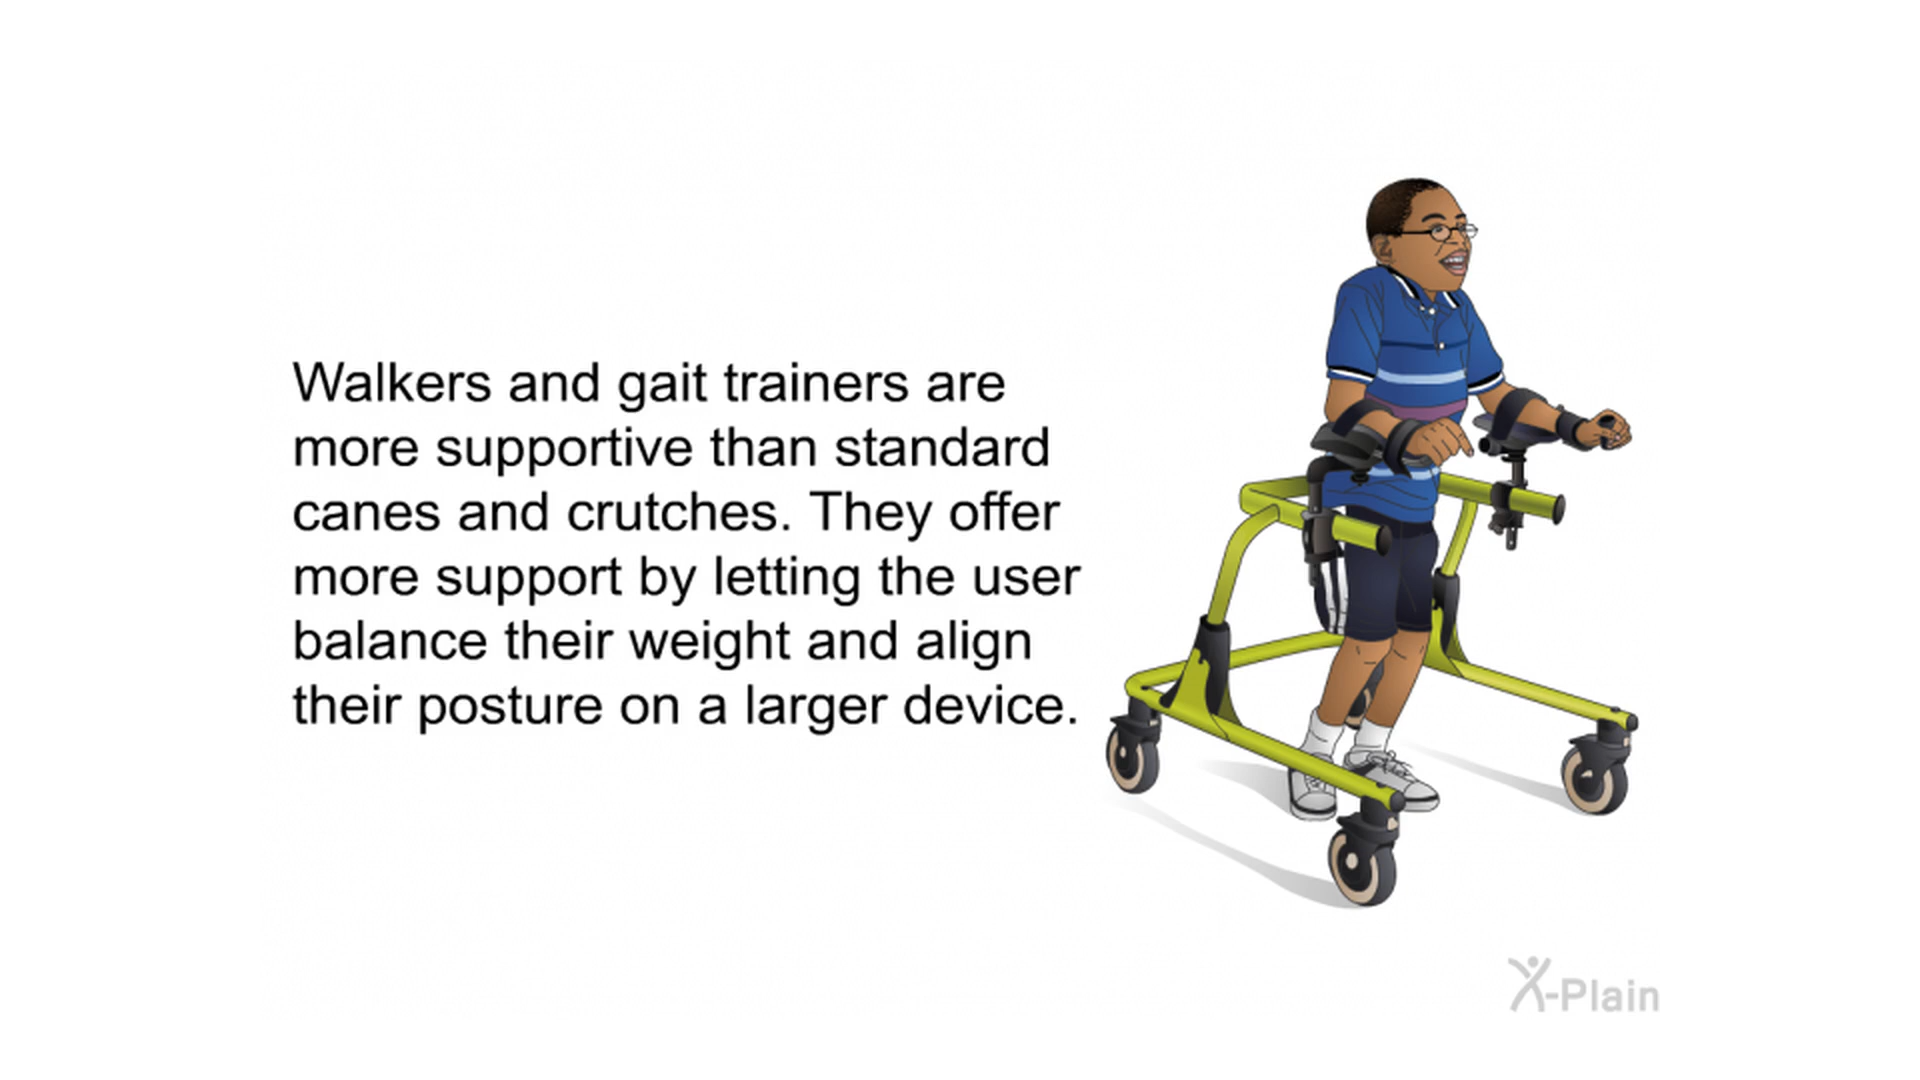 Walkers and gait trainers are
more supportive than standard
canes and crutches. They offer
more support by letting the user
balance their weight and align
their posture on a larger device.
X-Plain